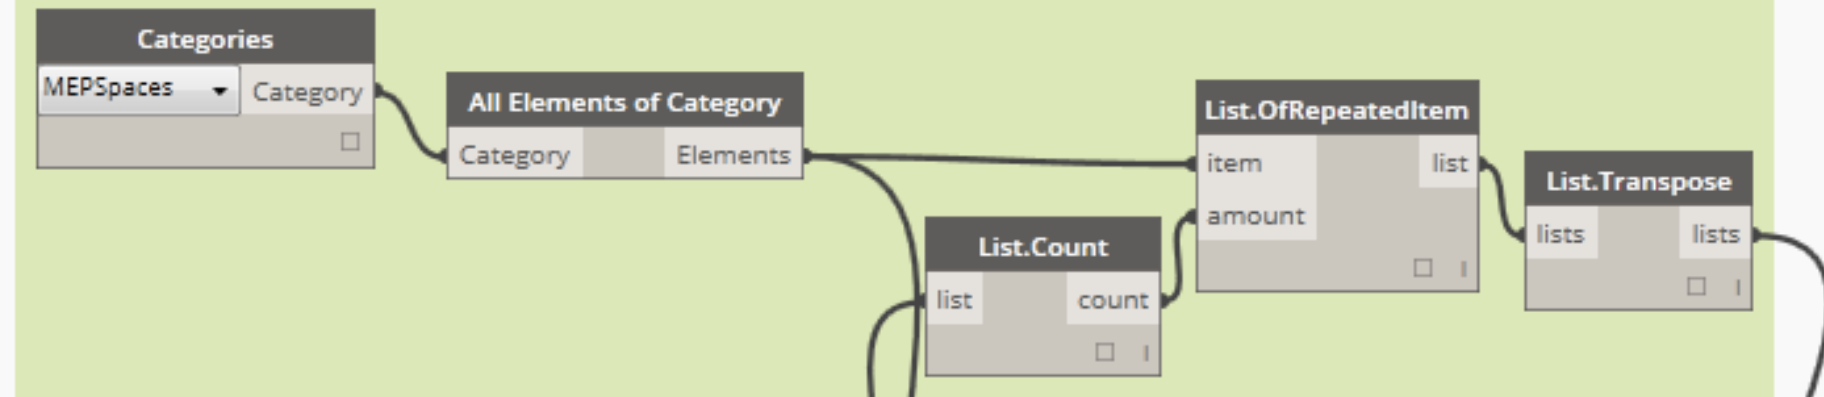 Categories
MEPSpaces Category
All Elements of Category
Category Elements
List.Count
list count
List.OfRepeatedItem
item list
amount
List.Transpose
lists lists